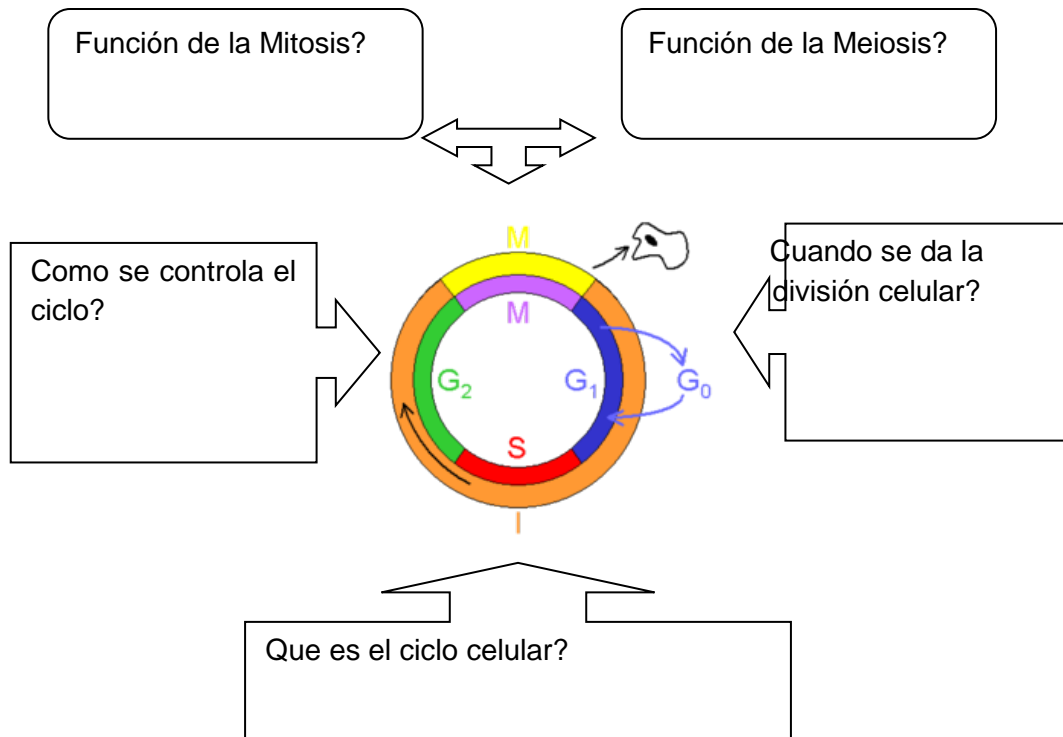 Función de la Mitosis?
Función de la Meiosis?
Como se controla el
ciclo?
Cuando se da la
división celular?
M
M
G₂
G₁
G₀
S
I
Que es el ciclo celular?